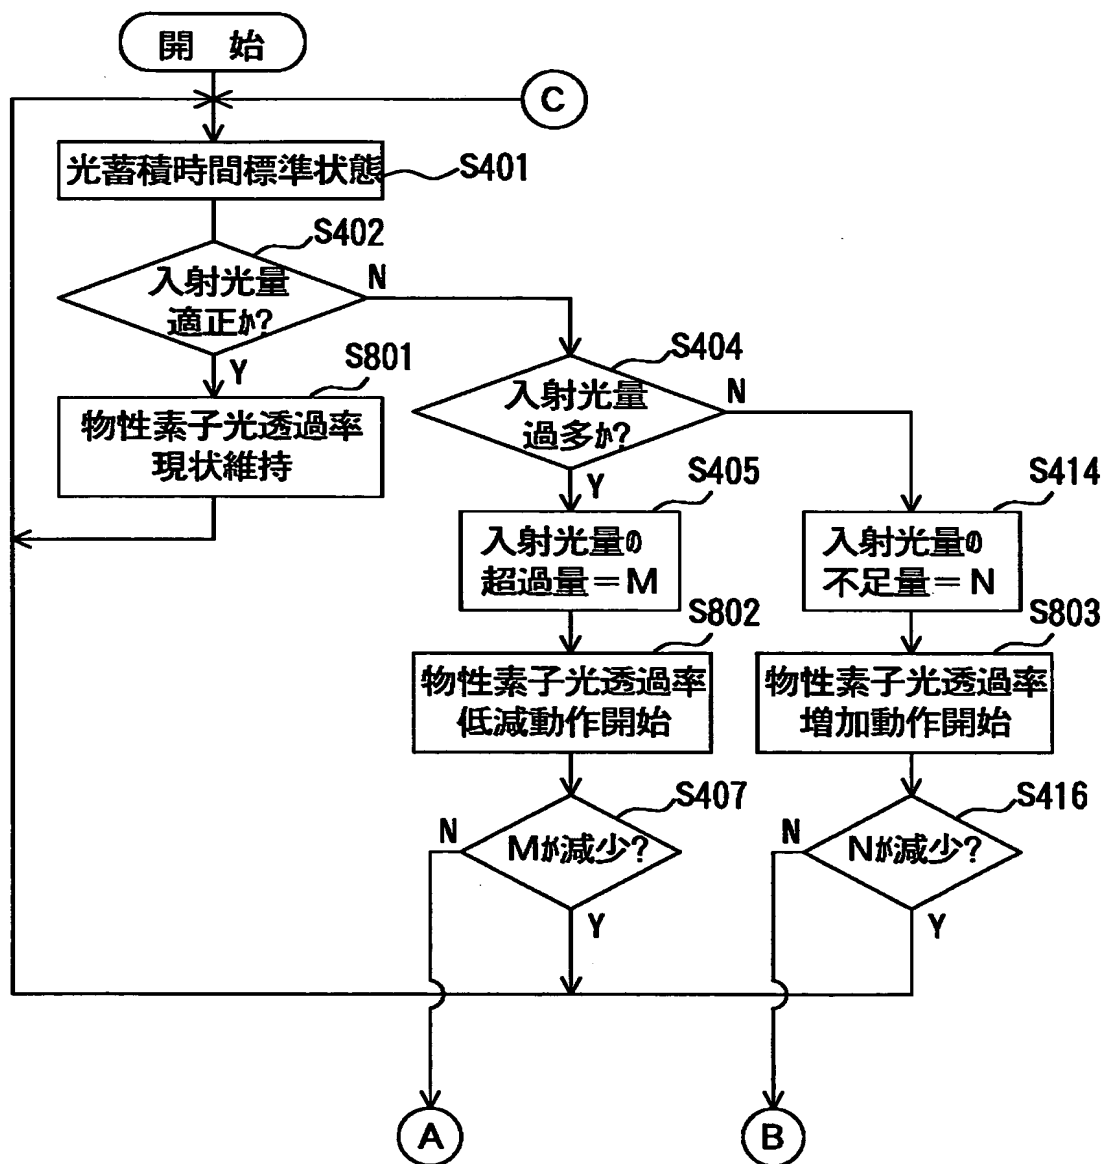 開 始
C
光蓄積時間標準状態
S401
S402
入射光量
適正か?
N
Y
S801
物性素子光透過率
現状維持
S404
入射光量
過多か?
N
Y
S405
入射光量の
超過量=M
S414
入射光量の
不足量=N
S802
物性素子光透過率
低減動作開始
S803
物性素子光透過率
増加動作開始
S407
Mが減少?
N
Y
S416
Nが減少?
N
Y
A
B